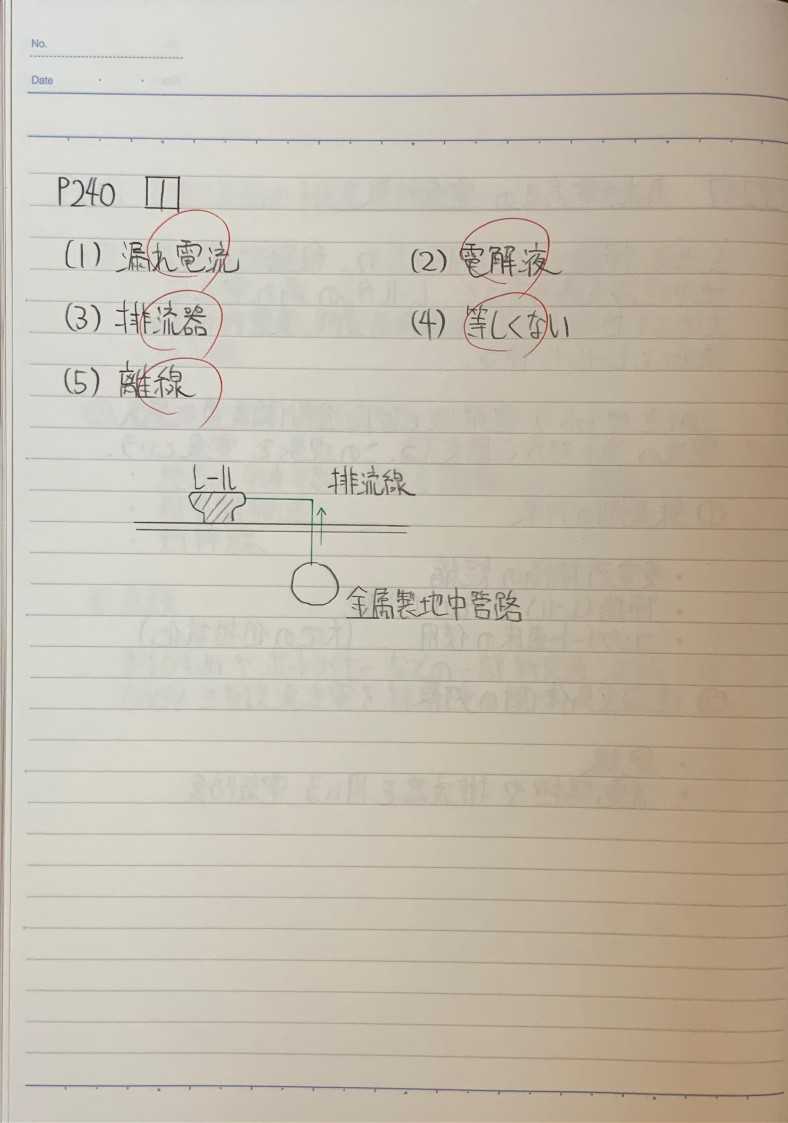 No.
Date
P240 1
(1) 漏れ電流 (2) 電解液
(3) 排流器 (4) 等しくない
(5) 離線
レール 排流線
金属製地中管路